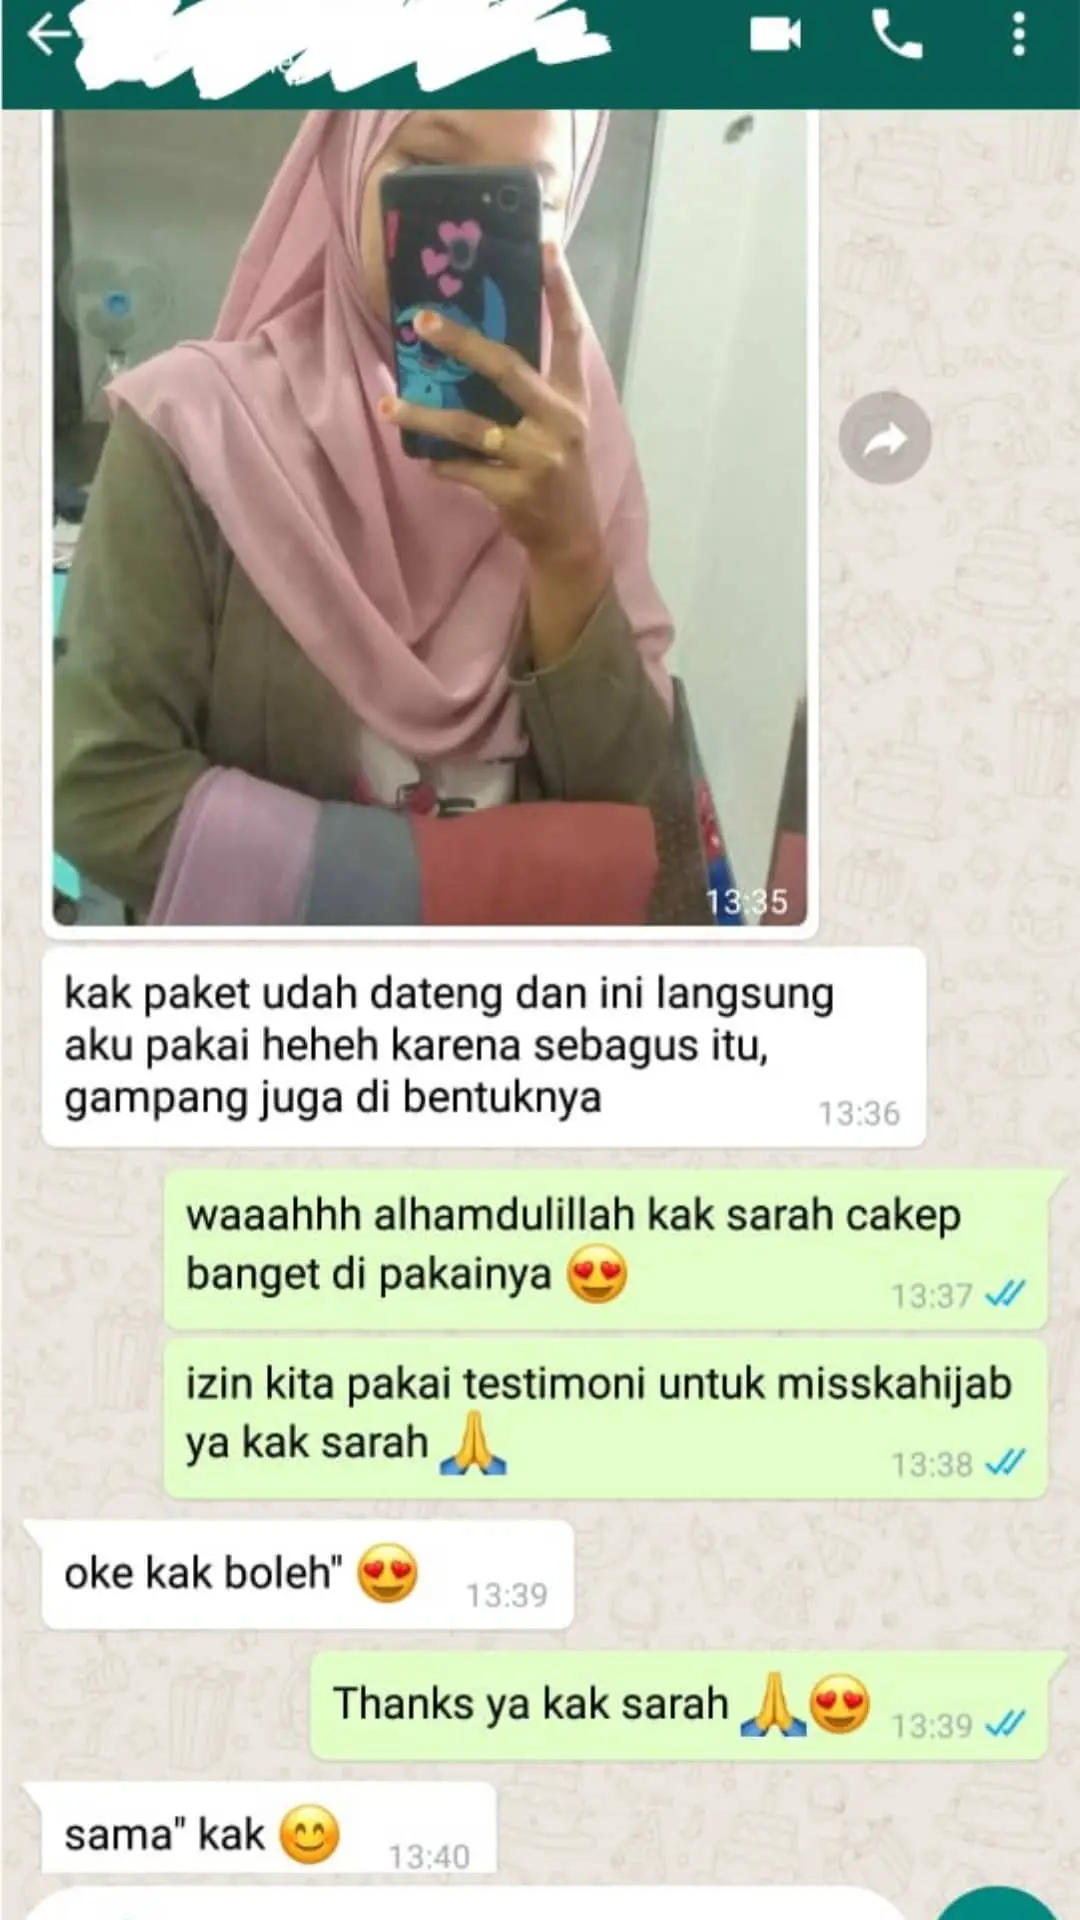 13:35
kak paket udah dateng dan ini langsung
aku pakai heheh karena sebagus itu,
gampang juga di bentuknya
13:36
waaahhh alhamdulillah kak sarah cakep
banget di pakainya 😍
13:37
izin kita pakai testimoni untuk misskahijab
ya kak sarah 🙏
13:38
oke kak boleh" 😍
13:39
Thanks ya kak sarah 🙏😍
13:39
sama" kak 😊
13:40